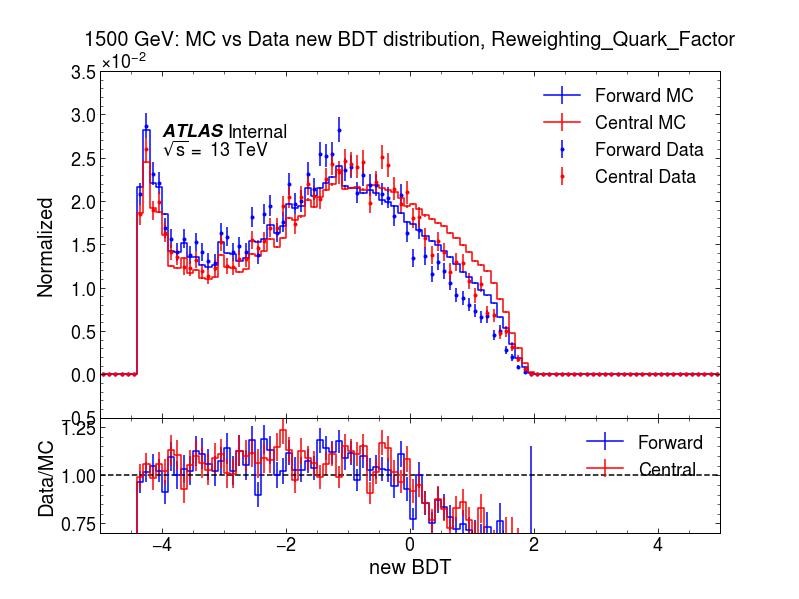 1500 GeV: MC vs Data new BDT distribution, Reweighting_Quark_Factor
×10⁻²
3.5
3.0
2.5
2.0
1.5
1.0
0.5
0.0
0.5
Normalized
ATLAS Internal
√s = 13 TeV
Forward MC
Central MC
Forward Data
Central Data
1.25
1.00
0.75
Data/MC
Forward
Central
−4
−2
0
2
4
new BDT